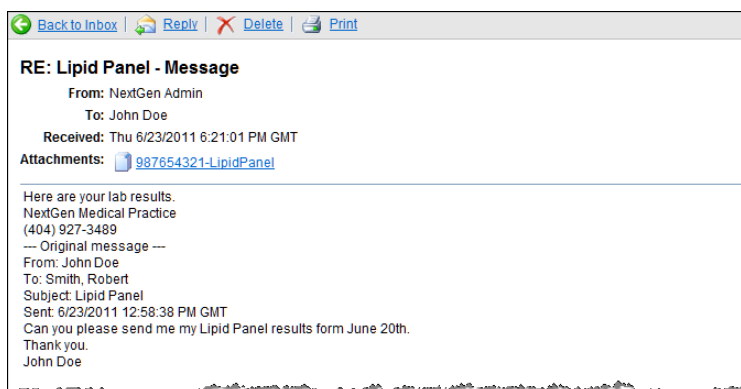 Back to Inbox | Reply | Delete | Print
RE: Lipid Panel - Message
From: NextGen Admin
To: John Doe
Received: Thu 6/23/2011 6:21:01 PM GMT
Attachments: 987654321-LipidPanel
Here are your lab results.
NextGen Medical Practice
(404) 927-3489
--- Original message ---
From: John Doe
To: Smith, Robert
Subject: Lipid Panel
Sent: 6/23/2011 12:58:38 PM GMT
Can you please send me my Lipid Panel results form June 20th.
Thank you.
John Doe